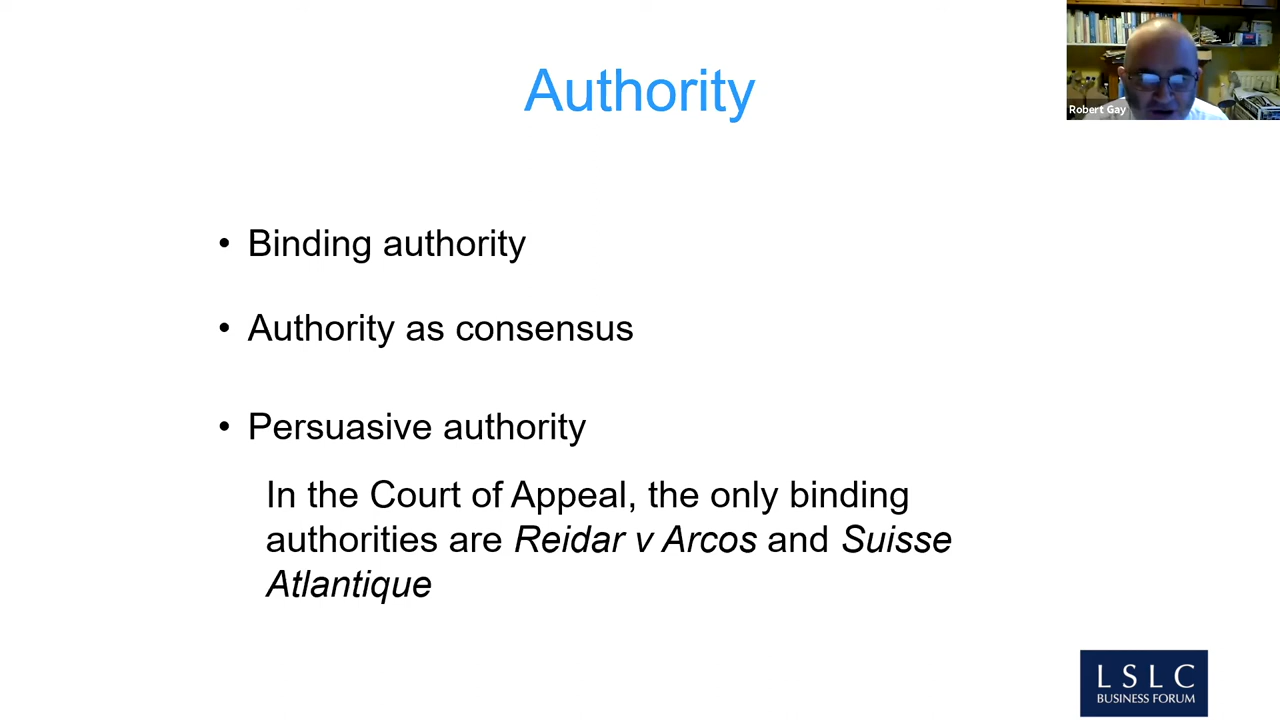 Authority
Robert Gay
• Binding authority
• Authority as consensus
• Persuasive authority
In the Court of Appeal, the only binding
authorities are Reidar v Arcos and Suisse
Atlantique
LSLC
BUSINESS FORUM